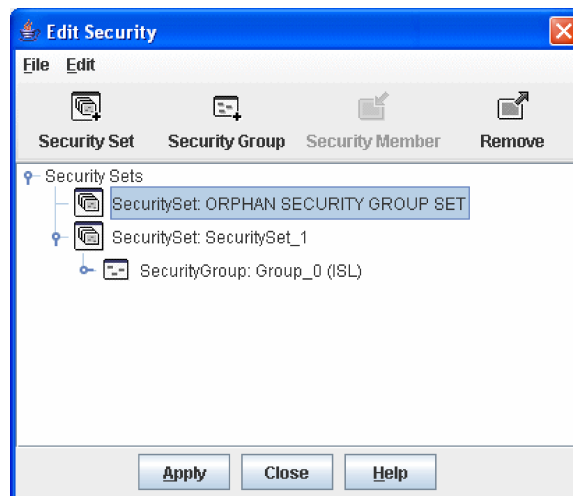 Edit Security
File Edit
Security Set Security Group Security Member Remove
Security Sets
SecuritySet: ORPHAN SECURITY GROUP SET
SecuritySet: SecuritySet_1
SecurityGroup: Group_0 (ISL)
Apply Close Help